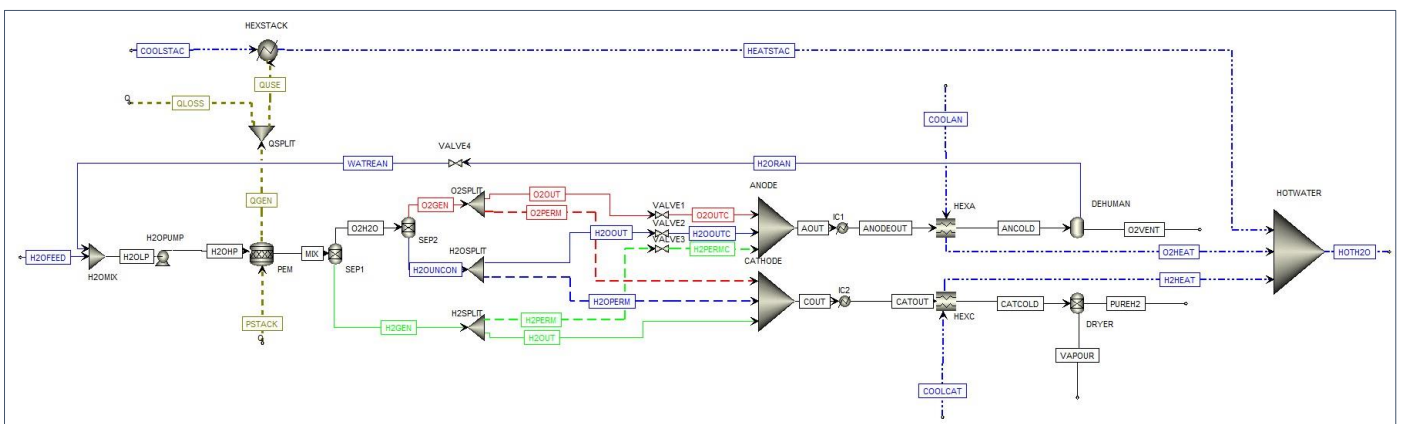 HEXSTACK
COOLSTAC
HEATSTAC
QUSE
Q
QLOSS
COOLAN
QSPLIT
VALVE4
WATREAN
H2ORAN
ANODE
HOTWATER
QGEN
O2SPLIT
O2OUT
O2GEN
O2PERM
VALVE1
O2OUTC
HEXA
DEHUMAN
H2OPUMP
O2H2O
VALVE2
IC1
AOUT
ANODEOUT
ANCOLD
O2VENT
H2OFEED
H2OLP
H2OHP
MIX
SEP2
H2OSPLIT
H2OOUT
H2OOUTC
VALVE3
H2PERMC
O2HEAT
HOTH2O
H2OMIX
PEM
SEP1
H2OUNCON
CATHODE
H2HEAT
H2OPERM
IC2
COUT
CATOUT
CATCOLD
PUREH2
PSTACK
H2GEN
H2SPLIT
H2PERM
H2OUT
HEXC
DRYER
Q
VAPOUR
COOLCAT